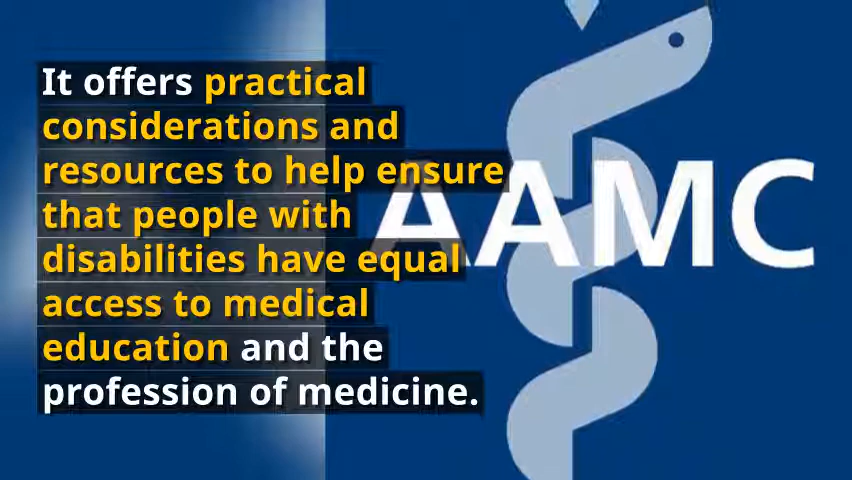 It offers practical
considerations and
resources to help ensure
that people with
disabilities have equal
access to medical
education and the
profession of medicine.
AAMC